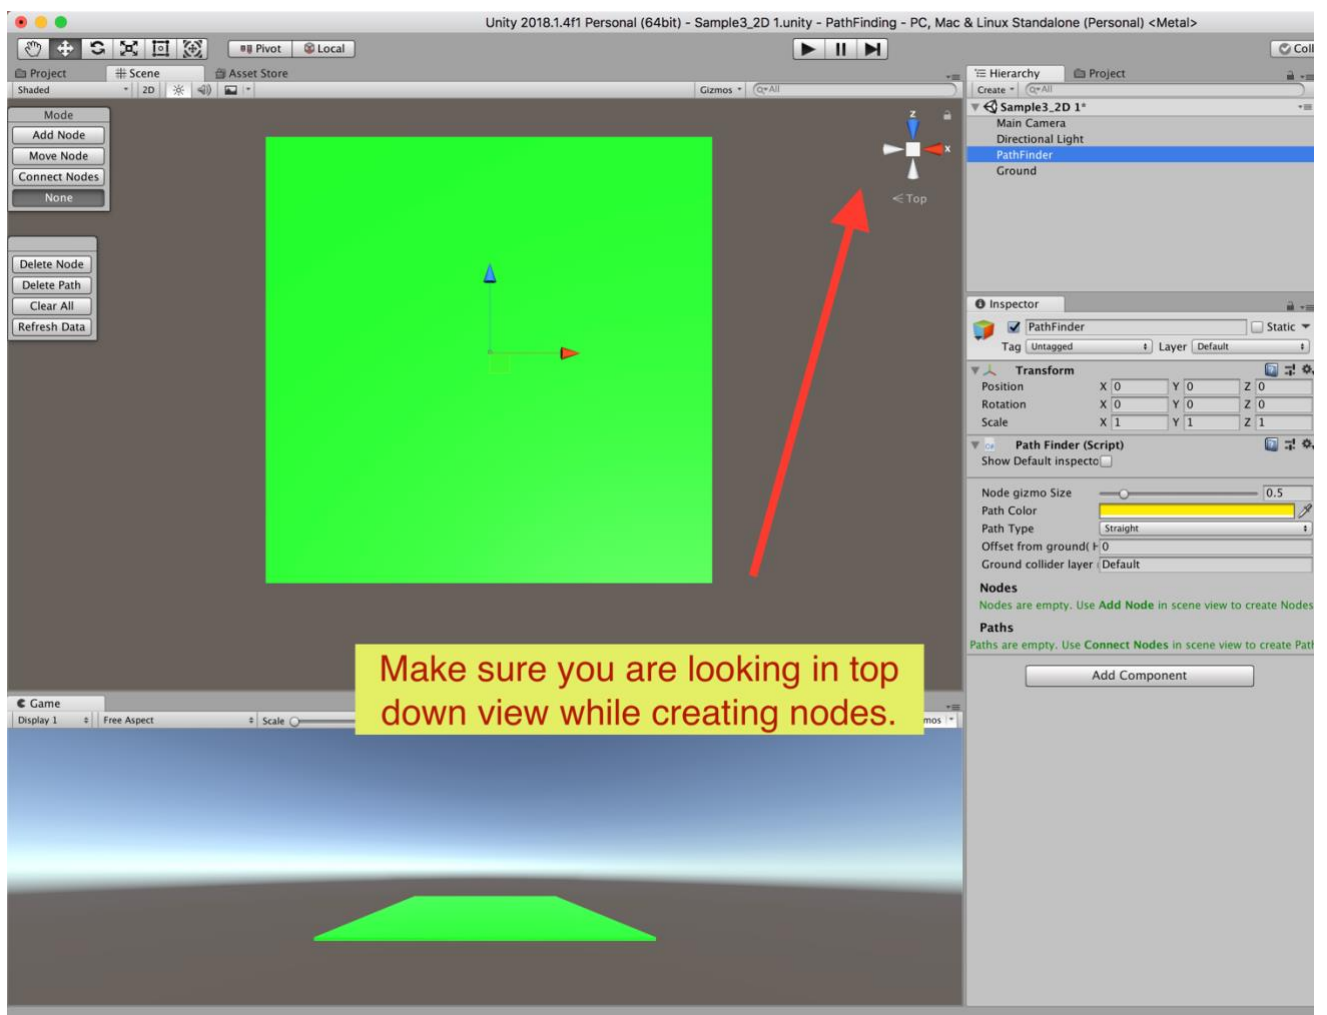 Unity 2018.1.4f1 Personal (64bit) - Sample3_2D 1.unity - PathFinding - PC, Mac & Linux Standalone (Personal) <Metal>
Pivot Local Coll
Project Scene Asset Store
Shaded 2D Gizmos All
Mode
Add Node
Move Node
Connect Nodes
None
Delete Node
Delete Path
Clear All
Refresh Data
z
x
Top
Make sure you are looking in top
down view while creating nodes.
Game
Display 1 Free Aspect Scale mos
Hierarchy Project
Create All
Sample3_2D 1*
Main Camera
Directional Light
PathFinder
Ground
Inspector
PathFinder Static
Tag Untagged Layer Default
Transform
Position X 0 Y 0 Z 0
Rotation X 0 Y 0 Z 0
Scale X 1 Y 1 Z 1
Path Finder (Script)
Show Default inspecto
Node gizmo Size 0.5
Path Color
Path Type Straight
Offset from ground( H 0
Ground collider layer Default
Nodes
Nodes are empty. Use Add Node in scene view to create Nodes
Paths
Paths are empty. Use Connect Nodes in scene view to create Pat
Add Component